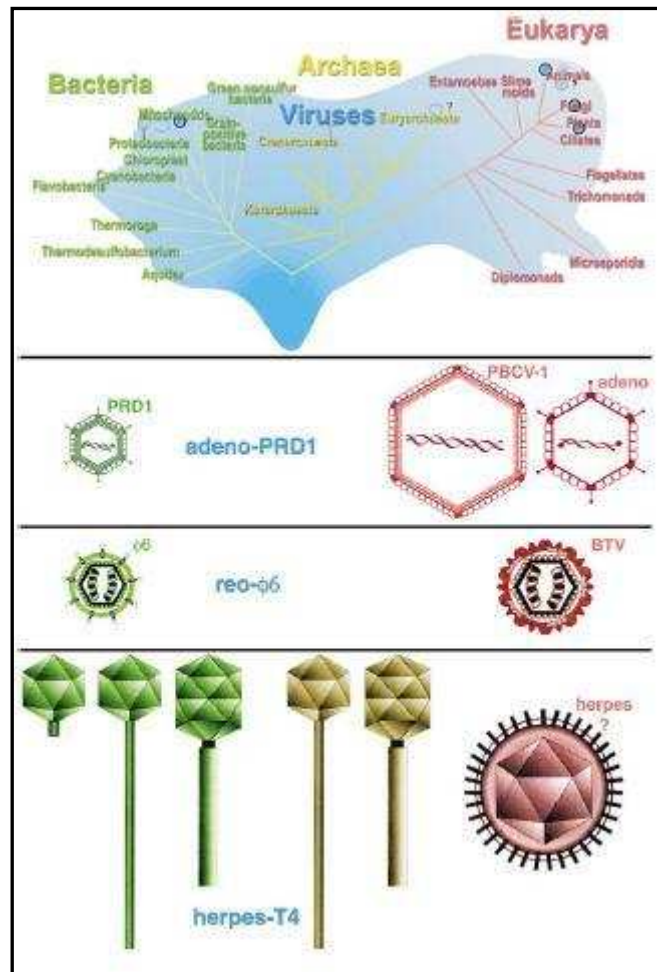 Eukarya
Archaea
Bacteria
Green nonsulfur
bacteria
Entamoebae
Slime
molds
Animals
?
Mitochondria
Viruses
?
Fungi
Gram-
positive
bacteria
Euryarchaeota
Plants
Proteobacteria
Crenarchaeota
Ciliates
Chloroplast
Cyanobacteria
Flavobacteria
Flagellates
Trichomonads
Korarchaeota
Thermotoga
Thermodesulfobacterium
Microsporidia
Aquifex
Diplomonads
PBCV-1
adeno
PRD1
adeno-PRD1
ϕ6
BTV
reo-ϕ6
herpes
?
herpes-T4